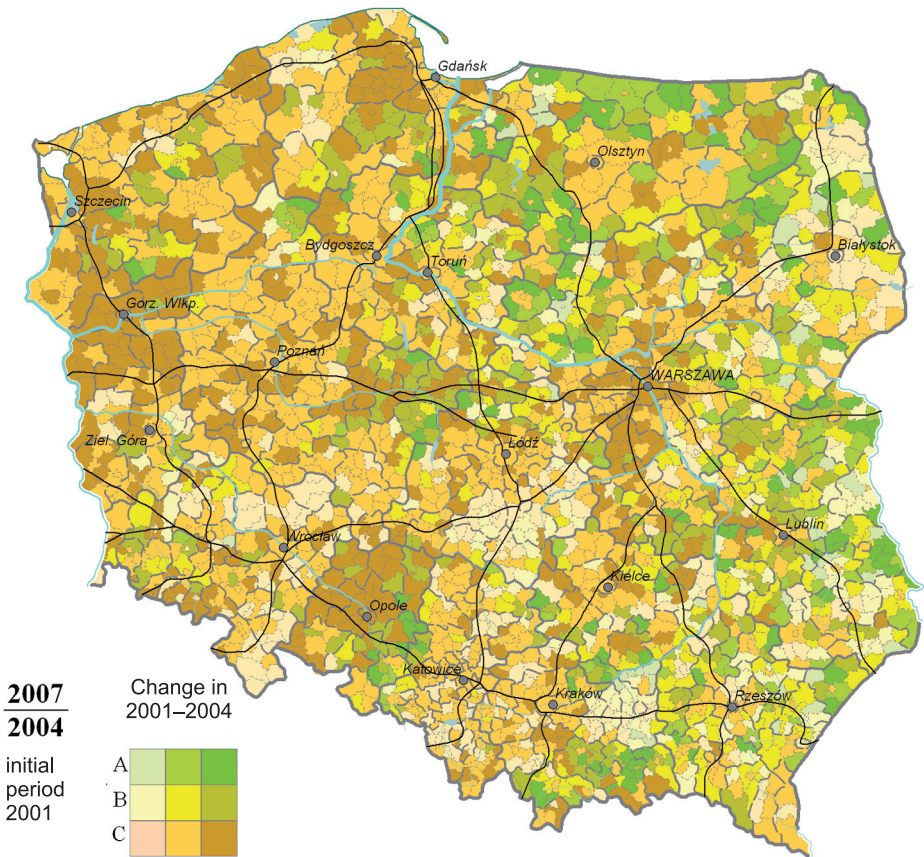 Gdańsk
Olsztyn
Szczecin
Białystok
Bydgoszcz
Toruń
Gorz. Wlkp.
Poznań
WARSZAWA
Ziel. Góra
Łódź
Lublin
Wrocław
Kielce
Opole
Katowice
Kraków
Rzeszów
2007
2004
initial
period
2001
Change in
2001–2004
A
B
C